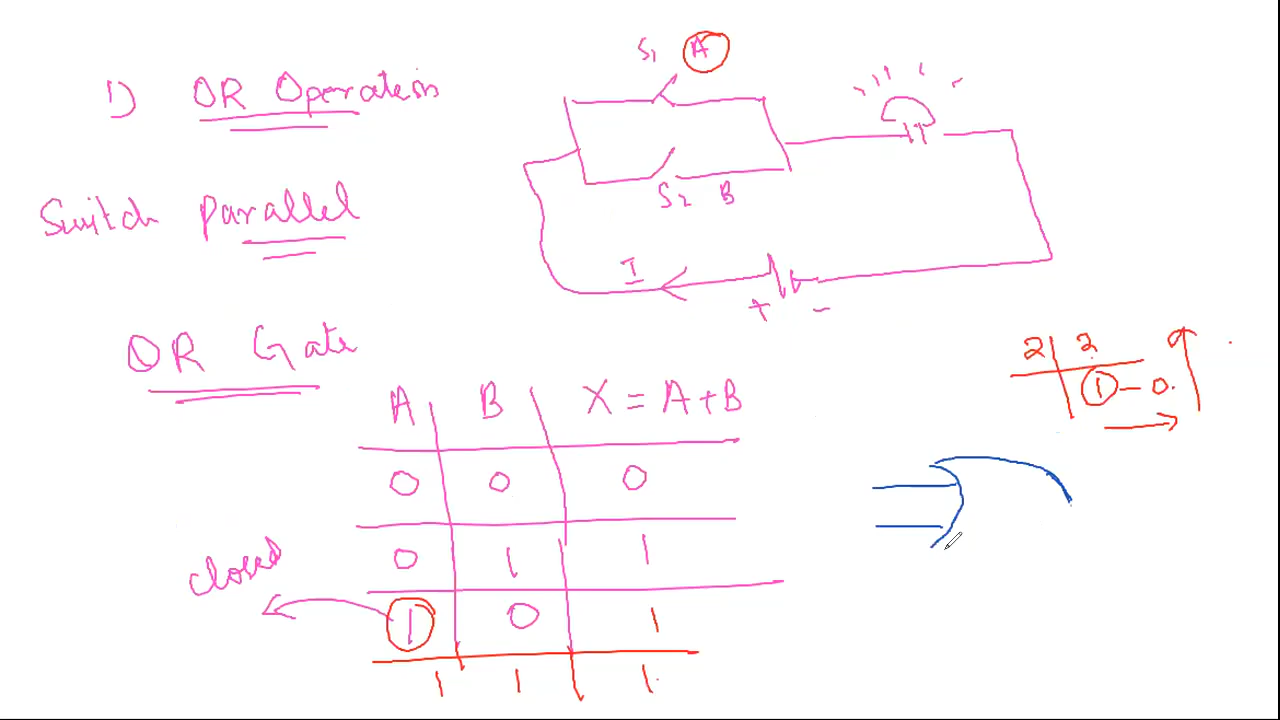 1) OR Operation
S1 A
Switch parallel
S2 B
I
+ -
OR Gate
2 2
1 - 0
A B X = A + B
0 0 0
0 1 1
closed
1 0 1
1 1 1